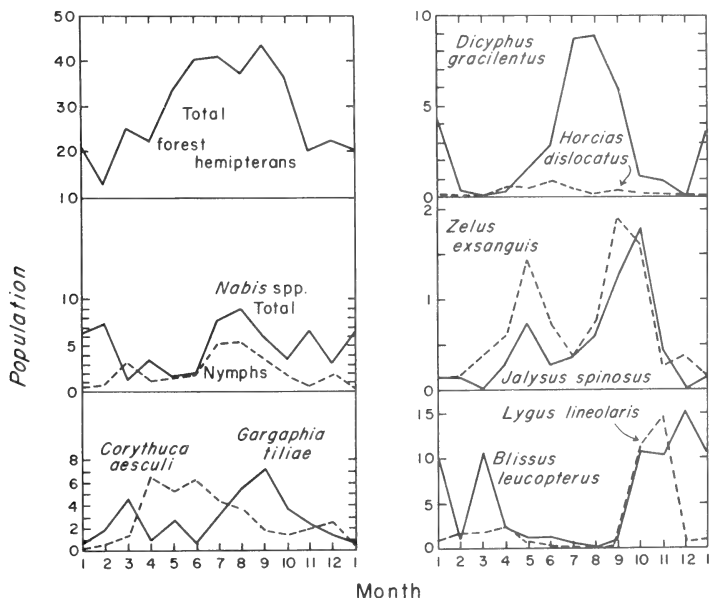 Population
50
40
30
20
10
Total
forest
hemipterans
10
5
0
Nabis spp.
Total
Nymphs
8
6
4
2
0
Corythuca
aesculi
Gargaphia
tiliae
1 2 3 4 5 6 7 8 9 10 11 12 1
10
5
0
Dicyphus
gracilentus
Horcias
dislocatus
2
1
0
Zelus
exsanguis
Jalysus spinosus
15
10
5
0
Lygus lineolaris
Blissus
leucopterus
1 2 3 4 5 6 7 8 9 10 11 12 1
Month